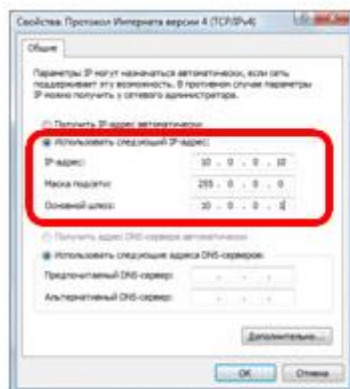 Свойства: Протокол Интернета версии 4 (TCP/IPv4)
Общие
Параметры IP могут назначаться автоматически, если сеть
поддерживает эту возможность. В противном случае параметры
IP можно получить у сетевого администратора.
Получить IP-адрес автоматически
Использовать следующий IP-адрес:
IP-адрес: 10 . 0 . 0 . 10
Маска подсети: 255 . 0 . 0 . 0
Основной шлюз: 10 . 0 . 0 . 1
Получить адрес DNS-сервера автоматически
Использовать следующие адреса DNS-серверов:
Предпочитаемый DNS-сервер: . . .
Альтернативный DNS-сервер: . . .
Дополнительно...
OK Отмена